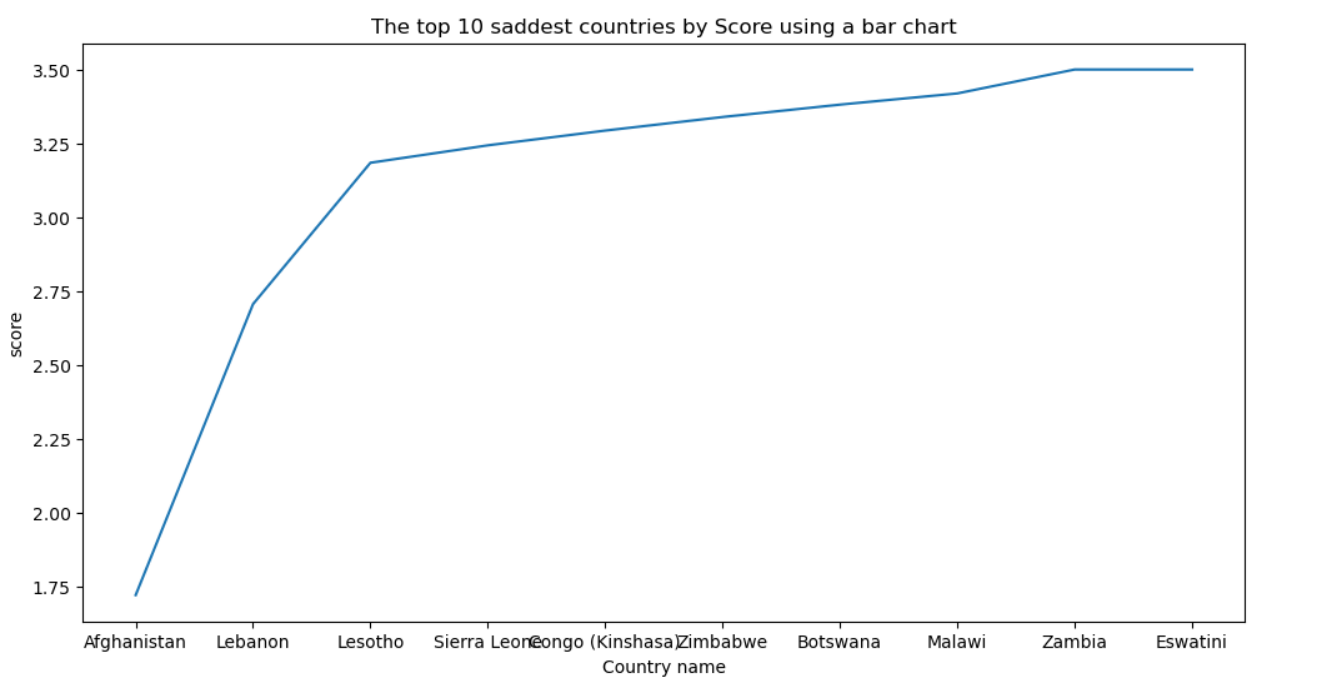 The top 10 saddest countries by Score using a bar chart
3.50
3.25
3.00
2.75
2.50
2.25
2.00
1.75
score
Afghanistan Lebanon Lesotho Sierra Leone Congo (Kinshasa) Zimbabwe Botswana Malawi Zambia Eswatini
Country name